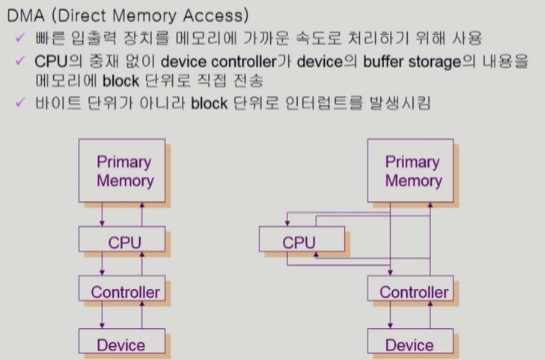 DMA (Direct Memory Access)
✓ 빠른 입출력 장치를 메모리에 가까운 속도로 처리하기 위해 사용
✓ CPU의 중재 없이 device controller가 device의 buffer storage의 내용을
메모리에 block 단위로 직접 전송
✓ 바이트 단위가 아니라 block 단위로 인터럽트를 발생시킴
Primary
Memory
CPU
Controller
Device
Primary
Memory
CPU
Controller
Device